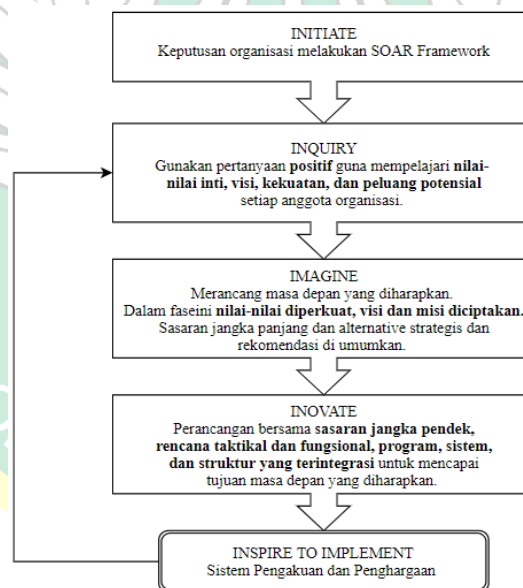 INITIATE
Keputusan organisasi melakukan SOAR Framework
INQUIRY
Gunakan pertanyaan positif guna mempelajari nilai-
nilai inti, visi, kekuatan, dan peluang potensial
setiap anggota organisasi.
IMAGINE
Merancang masa depan yang diharapkan.
Dalam faseini nilai-nilai diperkuat, visi dan misi diciptakan.
Sasaran jangka panjang dan alternative strategis dan
rekomendasi di umumkan.
INOVATE
Perancangan bersama sasaran jangka pendek,
rencana taktikal dan fungsional, program, sistem,
dan struktur yang terintegrasi untuk mencapai
tujuan masa depan yang diharapkan.
INSPIRE TO IMPLEMENT
Sistem Pengakuan dan Penghargaan